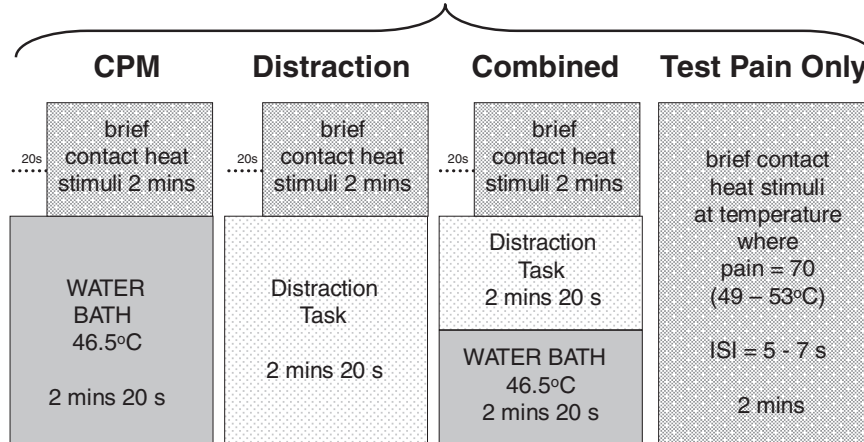 CPM
20s
brief
contact heat
stimuli 2 mins
WATER
BATH
46.5ºC
2 mins 20 s
Distraction
20s
brief
contact heat
stimuli 2 mins
Distraction
Task
2 mins 20 s
Combined
20s
brief
contact heat
stimuli 2 mins
Distraction
Task
2 mins 20 s
WATER BATH
46.5ºC
2 mins 20 s
Test Pain Only
brief contact
heat stimuli
at temperature
where
pain = 70
(49 – 53ºC)
ISI = 5 - 7 s
2 mins